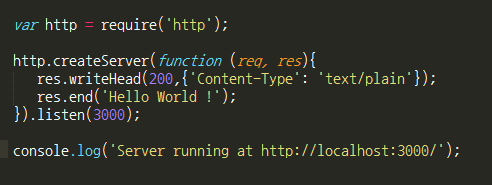 var http = require('http');
http.createServer(function (req, res){
res.writeHead(200,{'Content-Type': 'text/plain'});
res.end('Hello World !');
}).listen(3000);
console.log('Server running at http://localhost:3000/');